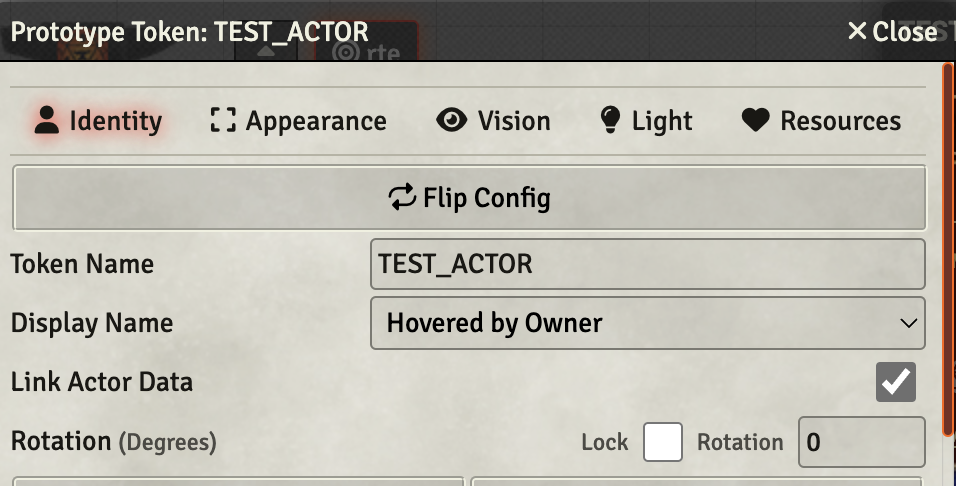 Prototype Token: TEST_ACTOR Close
rte
Identity Appearance Vision Light Resources
Flip Config
Token Name TEST_ACTOR
Display Name Hovered by Owner
Link Actor Data
Rotation (Degrees) Lock Rotation 0